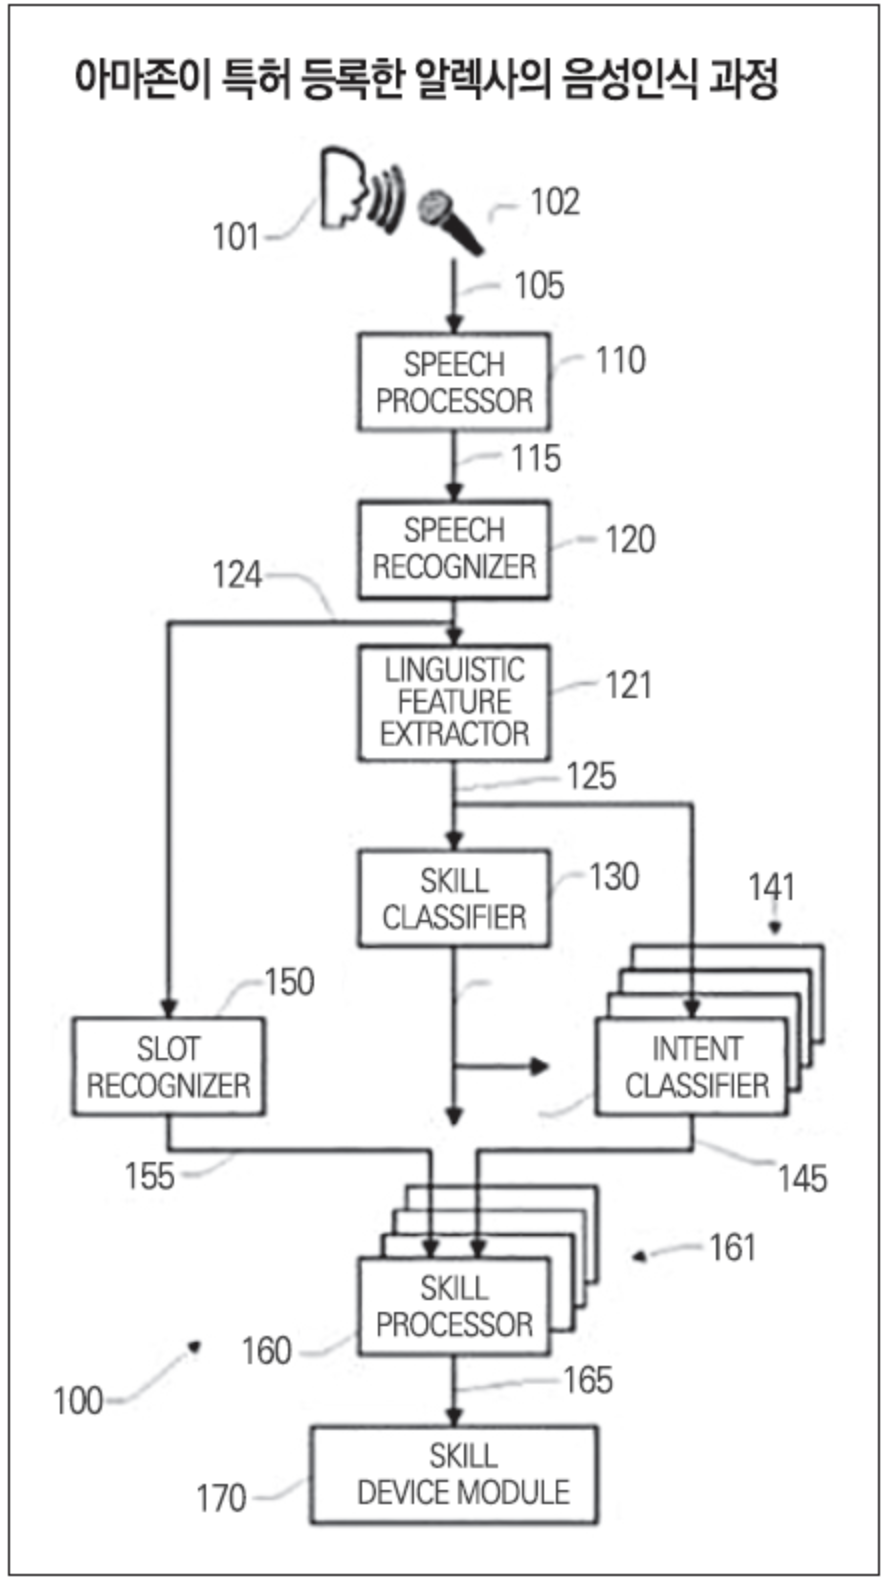 아마존이 특허 등록한 알렉사의 음성인식 과정
101
102
105
SPEECH
PROCESSOR
110
115
SPEECH
RECOGNIZER
120
124
LINGUISTIC
FEATURE
EXTRACTOR
121
125
SKILL
CLASSIFIER
130
141
150
SLOT
RECOGNIZER
INTENT
CLASSIFIER
155
145
161
SKILL
PROCESSOR
160
165
100
SKILL
DEVICE MODULE
170